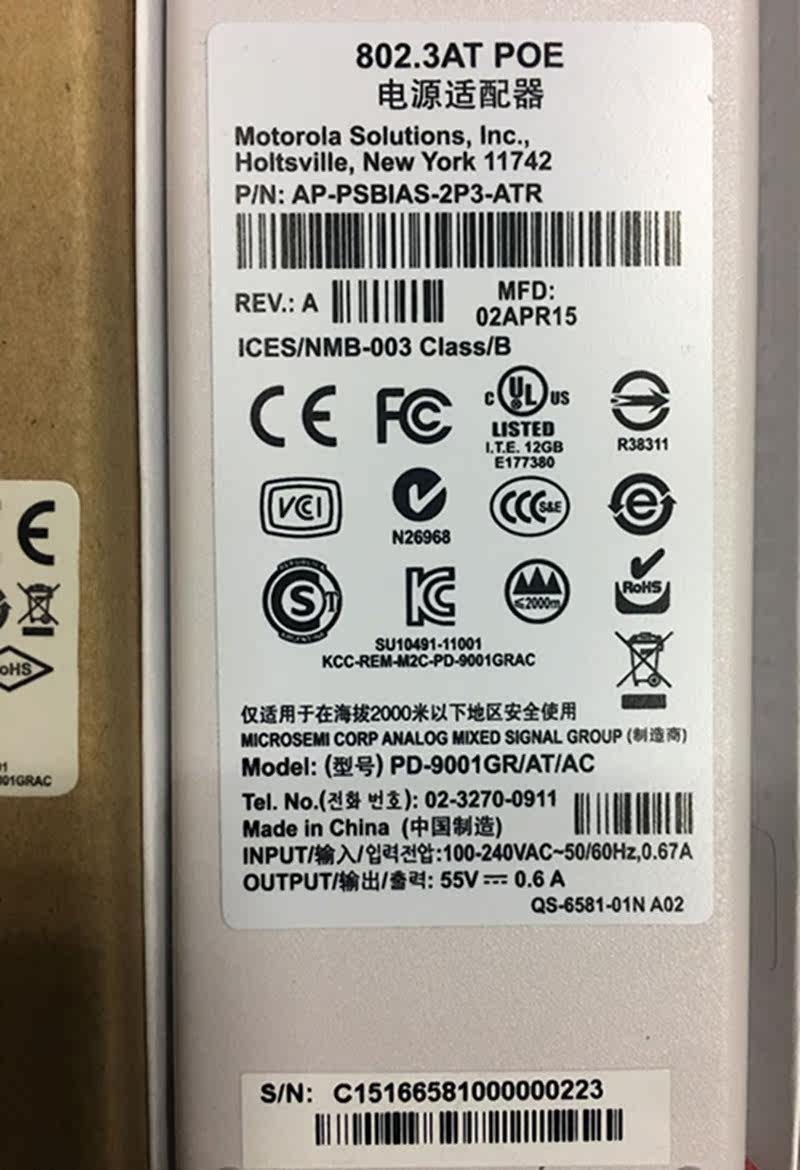 802.3AT POE
电源适配器
Motorola Solutions, Inc.,
Holtsville, New York 11742
P/N: AP-PSBIAS-2P3-ATR
REV.: A
MFD:
02APR15
ICES/NMB-003 Class/B
CE FC C UL US
LISTED
I.T.E. 12GB
E177380
R38311
VCCI
N26968
CCC S&E
e
S T
KC
≤2000m
RoHS
SU10491-11001
KCC-REM-M2C-PD-9001GRAC
仅适用于在海拔2000米以下地区安全使用
MICROSEMI CORP ANALOG MIXED SIGNAL GROUP (制造商)
Model: (型号) PD-9001GR/AT/AC
Tel. No.(전화 번호): 02-3270-0911
Made in China (中国制造)
INPUT/输入/입력전압:100-240VAC~50/60Hz,0.67A
OUTPUT/输出/출력: 55V 0.6 A
QS-6581-01N A02
S/N: C15166581000000223
CE
oHS
01GRAC